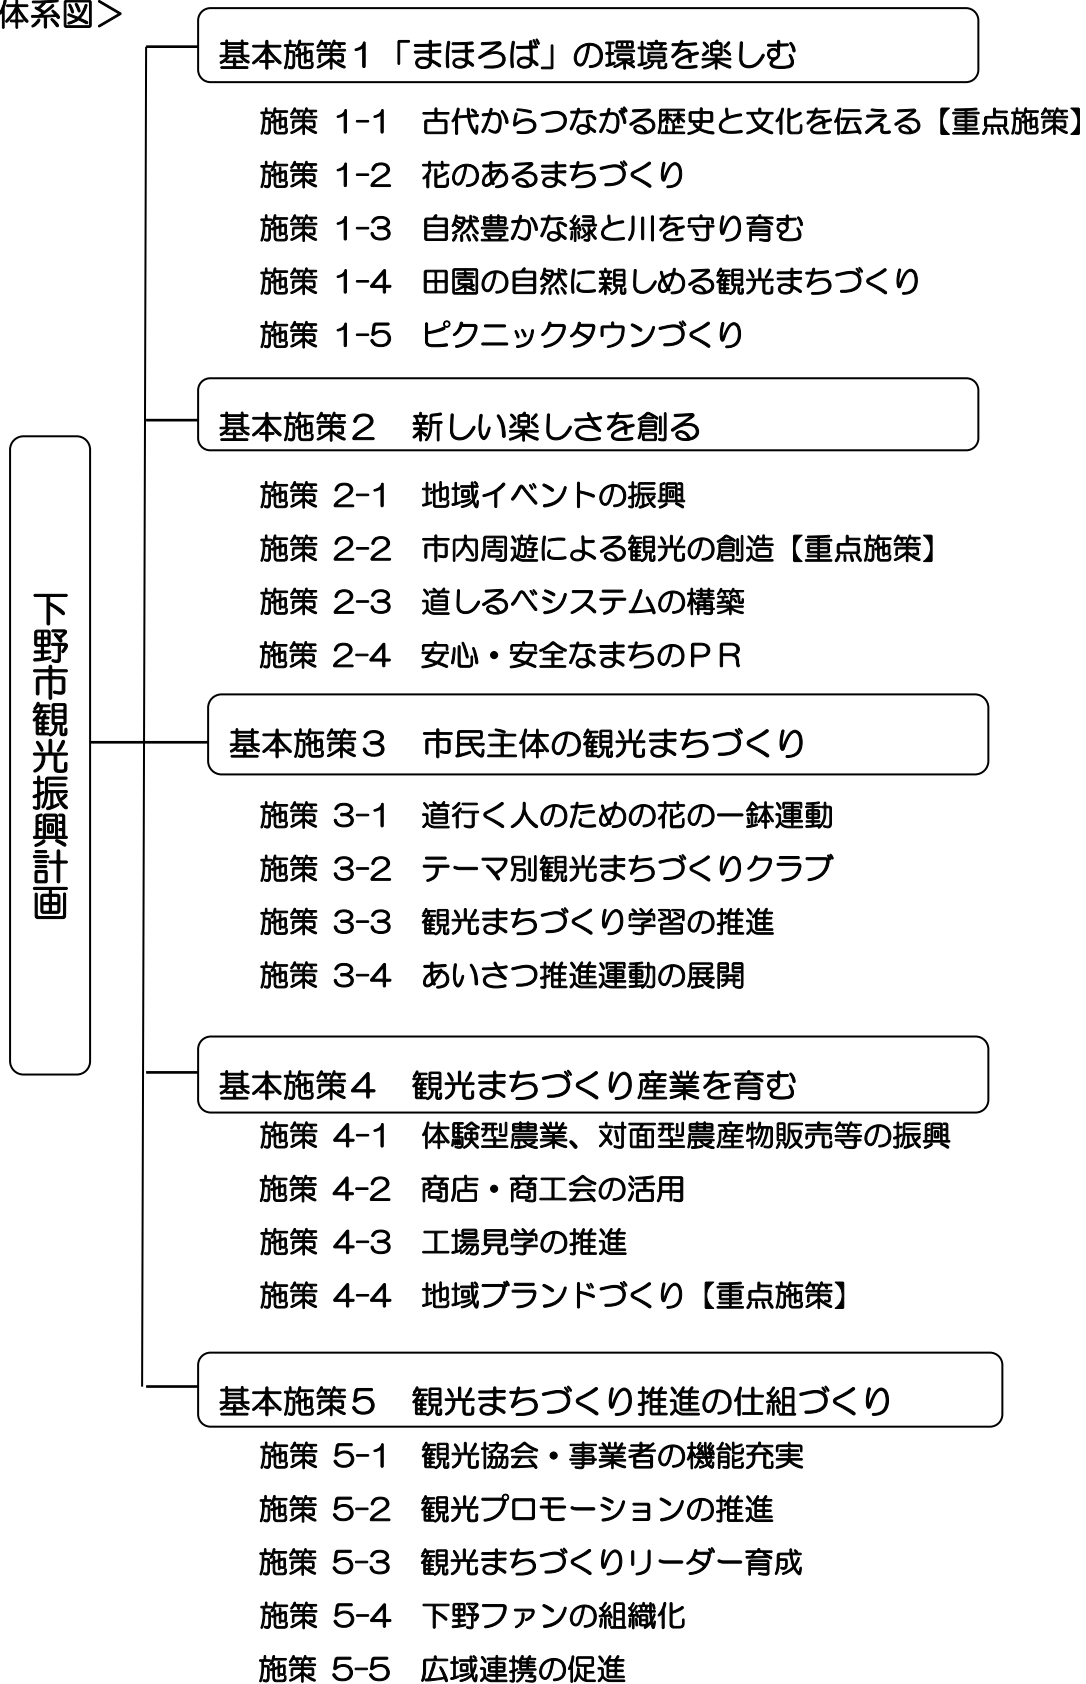 体系図＞
基本施策１「まほろば」の環境を楽しむ
施策 1-1　古代からつながる歴史と文化を伝える【重点施策】
施策 1-2　花のあるまちづくり
施策 1-3　自然豊かな緑と川を守り育む
施策 1-4　田園の自然に親しめる観光まちづくり
施策 1-5　ピクニックタウンづくり
基本施策２　新しい楽しさを創る
施策 2-1　地域イベントの振興
施策 2-2　市内周遊による観光の創造【重点施策】
施策 2-3　道しるべシステムの構築
施策 2-4　安心・安全なまちのＰＲ
下野市観光振興計画
基本施策３　市民主体の観光まちづくり
施策 3-1　道行く人のための花の一鉢運動
施策 3-2　テーマ別観光まちづくりクラブ
施策 3-3　観光まちづくり学習の推進
施策 3-4　あいさつ推進運動の展開
基本施策４　観光まちづくり産業を育む
施策 4-1　体験型農業、対面型農産物販売等の振興
施策 4-2　商店・商工会の活用
施策 4-3　工場見学の推進
施策 4-4　地域ブランドづくり【重点施策】
基本施策５　観光まちづくり推進の仕組づくり
施策 5-1　観光協会・事業者の機能充実
施策 5-2　観光プロモーションの推進
施策 5-3　観光まちづくりリーダー育成
施策 5-4　下野ファンの組織化
施策 5-5　広域連携の促進